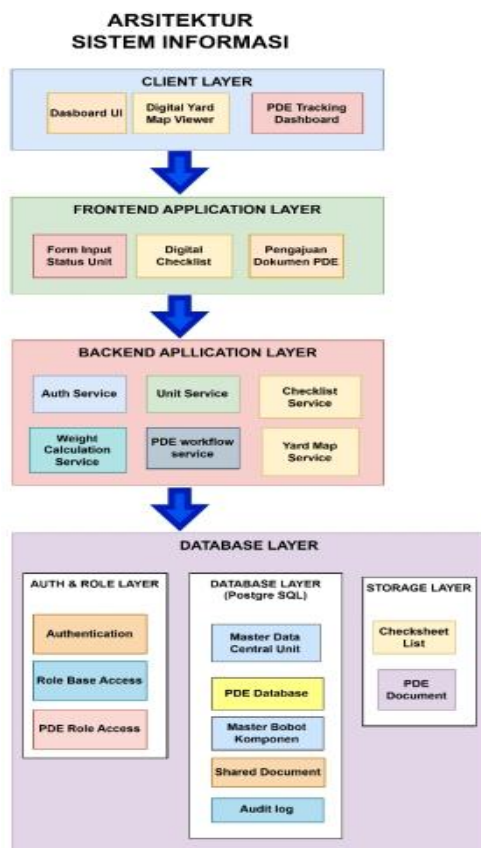 ARSITEKTUR
SISTEM INFORMASI
CLIENT LAYER
Dasboard UI
Digital Yard
Map Viewer
PDE Tracking
Dashboard
FRONTEND APPLICATION LAYER
Form Input
Status Unit
Digital
Checklist
Pengajuan
Dokumen PDE
BACKEND APLLICATION LAYER
Auth Service
Unit Service
Checklist
Service
Weight
Calculation
Service
PDE workflow
service
Yard Map
Service
DATABASE LAYER
AUTH & ROLE LAYER
Authentication
Role Base Access
PDE Role Access
DATABASE LAYER
(Postgre SQL)
Master Data
Central Unit
PDE Database
Master Bobot
Komponen
Shared Document
Audit log
STORAGE LAYER
Checksheet
List
PDE
Document